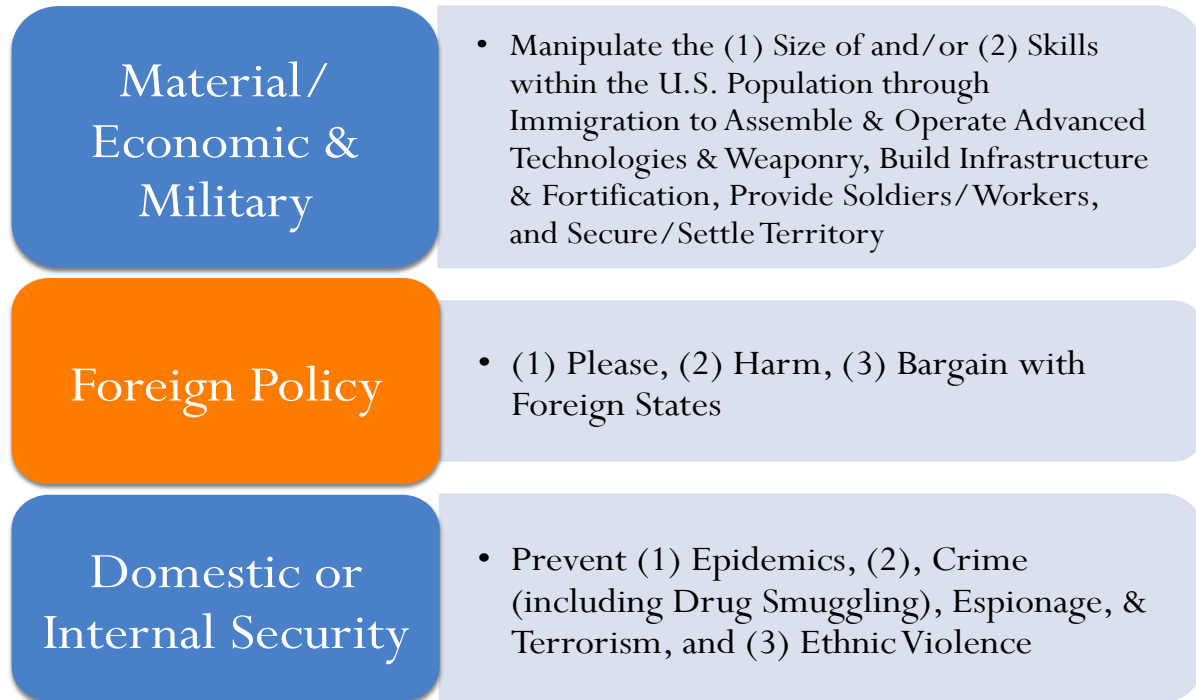 Material/
Economic &
Military
• Manipulate the (1) Size of and/or (2) Skills
within the U.S. Population through
Immigration to Assemble & Operate Advanced
Technologies & Weaponry, Build Infrastructure
& Fortification, Provide Soldiers/Workers,
and Secure/Settle Territory
Foreign Policy
• (1) Please, (2) Harm, (3) Bargain with
Foreign States
Domestic or
Internal Security
• Prevent (1) Epidemics, (2), Crime
(including Drug Smuggling), Espionage, &
Terrorism, and (3) Ethnic Violence